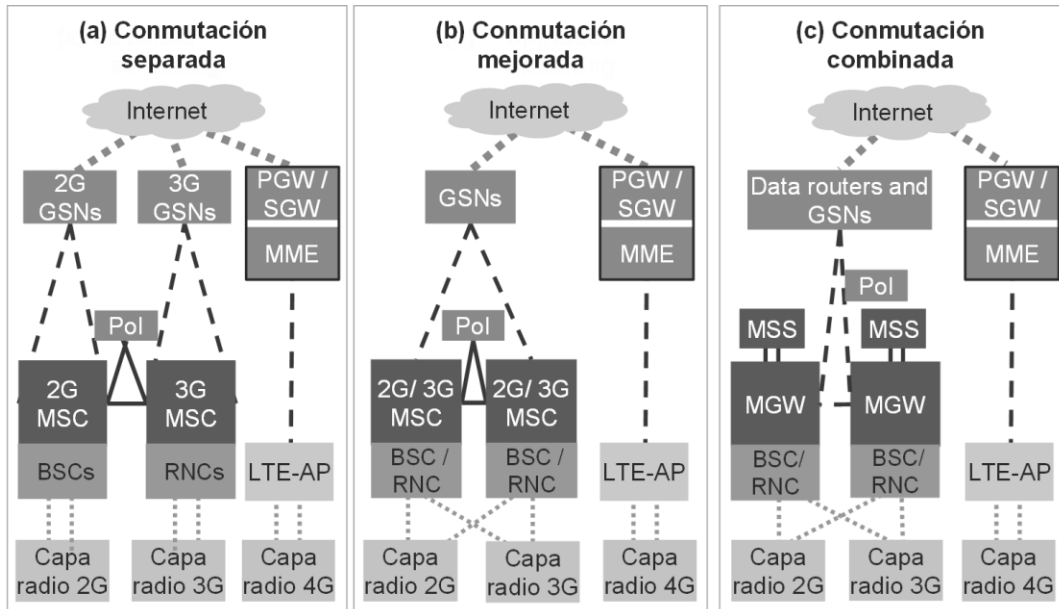 (a) Conmutación
separada
Internet
2G
GSNs
3G
GSNs
PGW /
SGW
MME
PoI
2G
MSC
3G
MSC
BSCs
RNCs
LTE-AP
Capa
radio 2G
Capa
radio 3G
Capa
radio 4G
(b) Conmutación
mejorada
Internet
GSNs
PGW /
SGW
MME
PoI
2G/ 3G
MSC
2G/ 3G
MSC
BSC /
RNC
BSC /
RNC
LTE-AP
Capa
radio 2G
Capa
radio 3G
Capa
radio 4G
(c) Conmutación
combinada
Internet
Data routers and
GSNs
PGW /
SGW
MME
PoI
MSS
MSS
MGW
MGW
BSC/
RNC
BSC/
RNC
LTE-AP
Capa
radio 2G
Capa
radio 3G
Capa
radio 4G